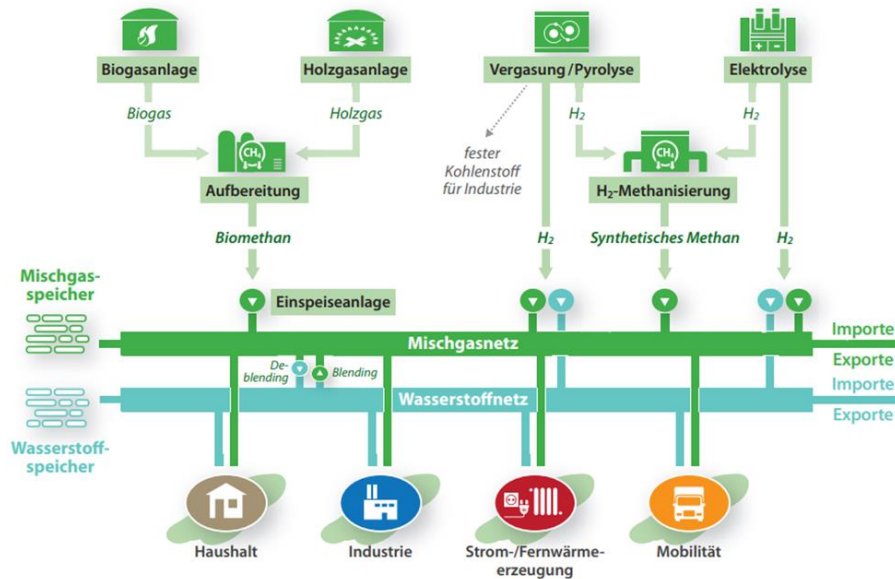 Biogasanlage
Holzgasanlage
Vergasung/Pyrolyse
Elektrolyse
+ −
Biogas
Holzgas
H₂
H₂
CH₄
CH₄
fester
Kohlenstoff
für Industrie
Aufbereitung
H₂-Methanisierung
Biomethan
H₂
Synthetisches Methan
H₂
Mischgas-
speicher
Einspeiseanlage
Mischgasnetz
Importe
Exporte
De-
blending
Blending
Wasserstoffnetz
Importe
Exporte
Wasserstoff-
speicher
Haushalt
Industrie
Strom-/Fernwärme-
erzeugung
Mobilität